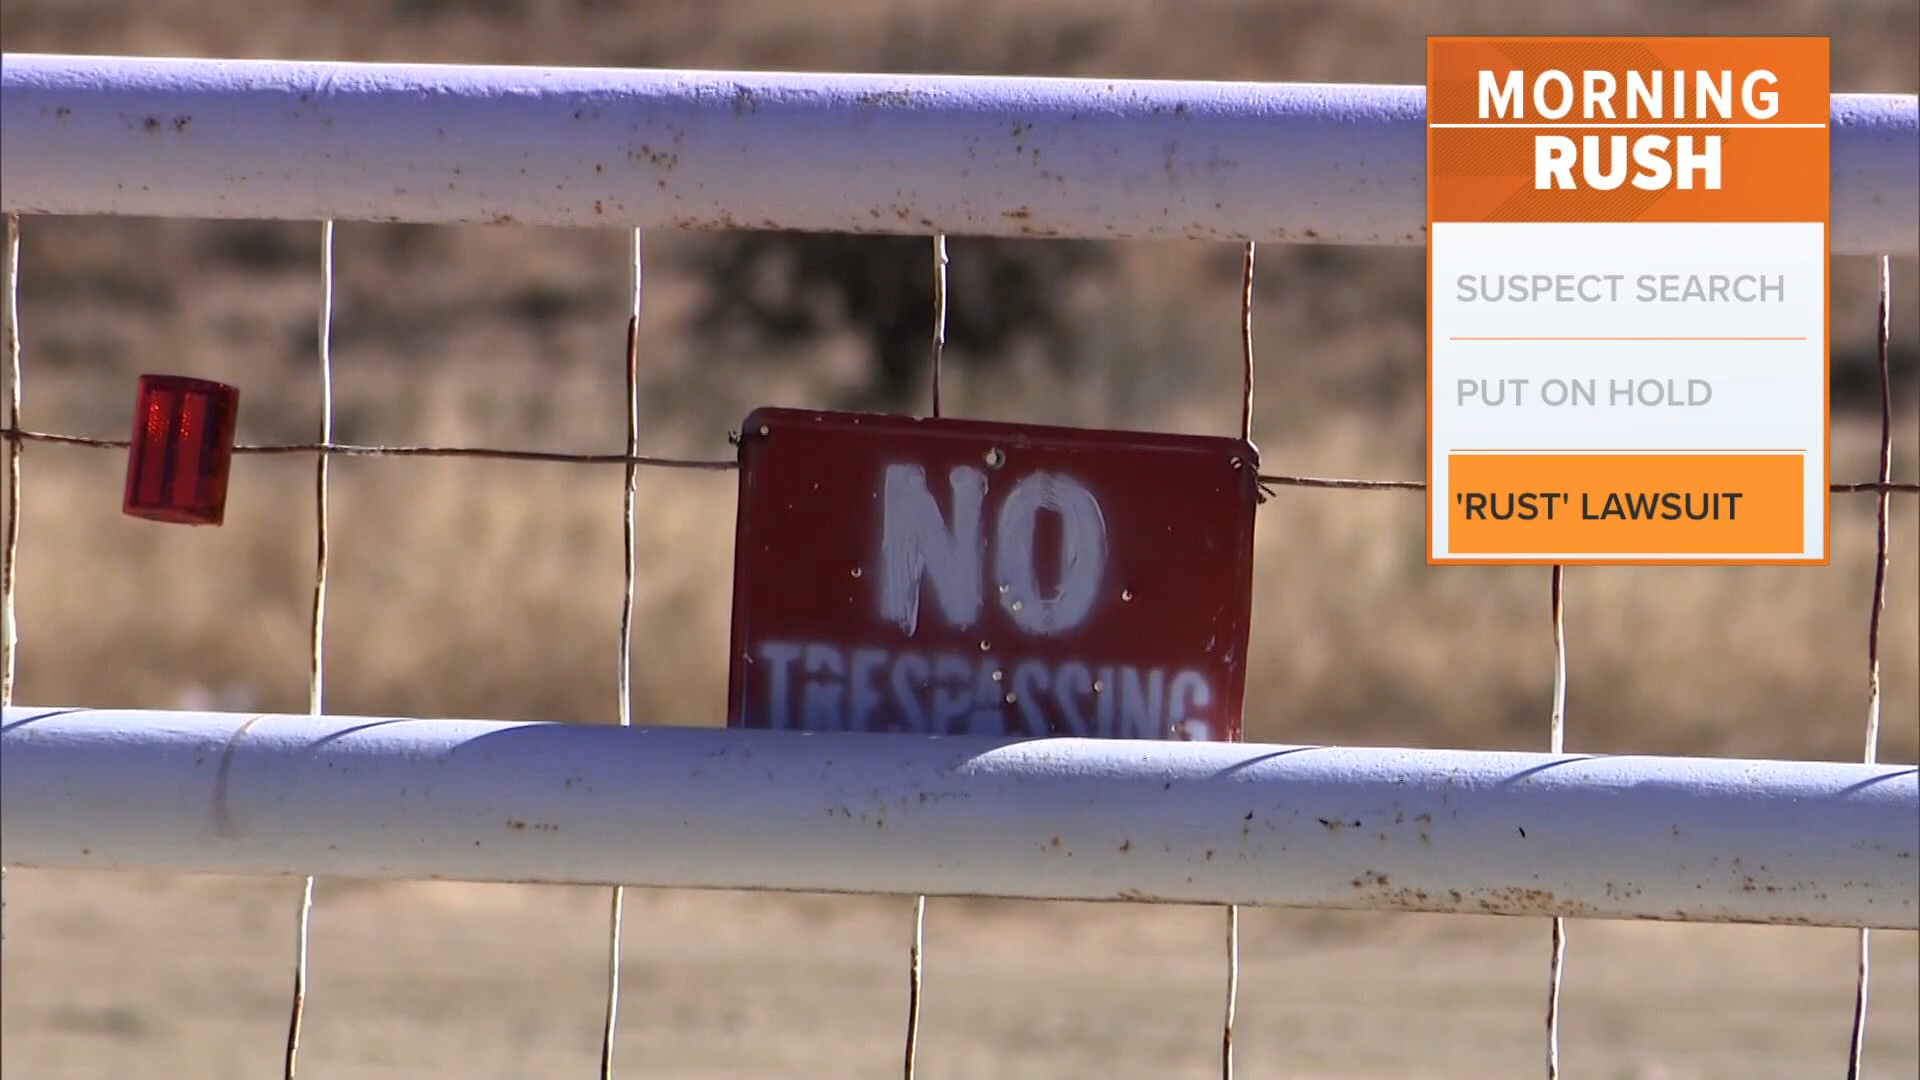 MORNING
RUSH
SUSPECT SEARCH
PUT ON HOLD
'RUST' LAWSUIT
NO
TRESPASSING